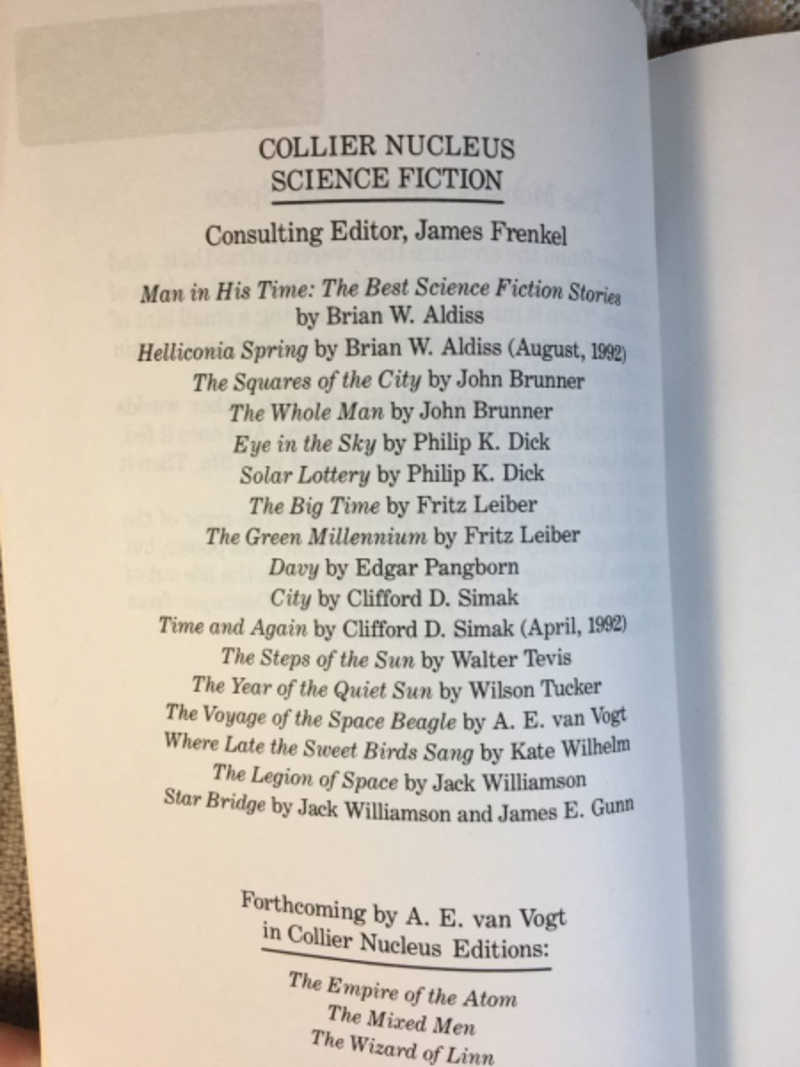 COLLIER NUCLEUS
SCIENCE FICTION
Consulting Editor, James Frenkel
Man in His Time: The Best Science Fiction Stories
by Brian W. Aldiss
Helliconia Spring by Brian W. Aldiss (August, 1992)
The Squares of the City by John Brunner
The Whole Man by John Brunner
Eye in the Sky by Philip K. Dick
Solar Lottery by Philip K. Dick
The Big Time by Fritz Leiber
The Green Millennium by Fritz Leiber
Davy by Edgar Pangborn
City by Clifford D. Simak
Time and Again by Clifford D. Simak (April, 1992)
The Steps of the Sun by Walter Tevis
The Year of the Quiet Sun by Wilson Tucker
The Voyage of the Space Beagle by A. E. van Vogt
Where Late the Sweet Birds Sang by Kate Wilhelm
The Legion of Space by Jack Williamson
Star Bridge by Jack Williamson and James E. Gunn
Forthcoming by A. E. van Vogt
in Collier Nucleus Editions:
The Empire of the Atom
The Mixed Men
The Wizard of Linn